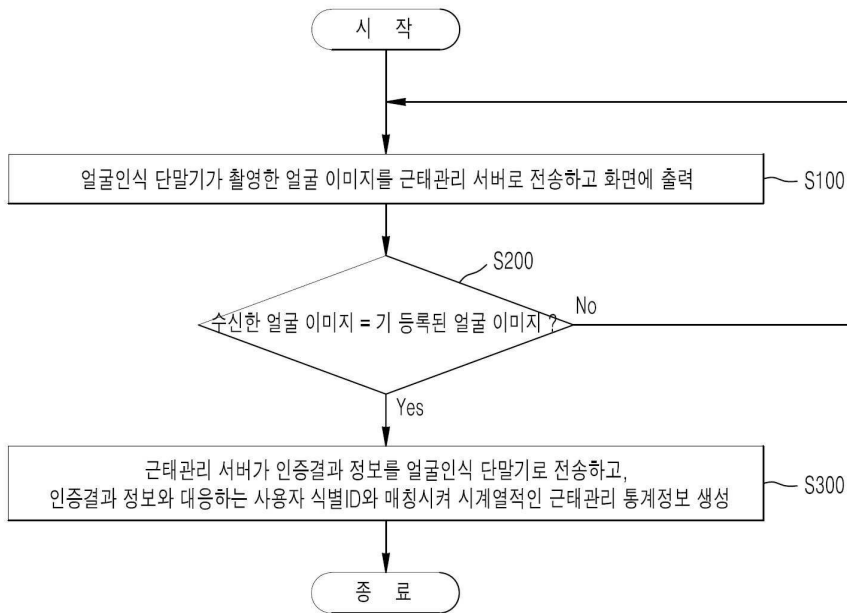 시 작
얼굴인식 단말기가 촬영한 얼굴 이미지를 근태관리 서버로 전송하고 화면에 출력
S100
S200
수신한 얼굴 이미지 = 기 등록된 얼굴 이미지 ?
No
Yes
근태관리 서버가 인증결과 정보를 얼굴인식 단말기로 전송하고,
인증결과 정보와 대응하는 사용자 식별ID와 매칭시켜 시계열적인 근태관리 통계정보 생성
S300
종 료